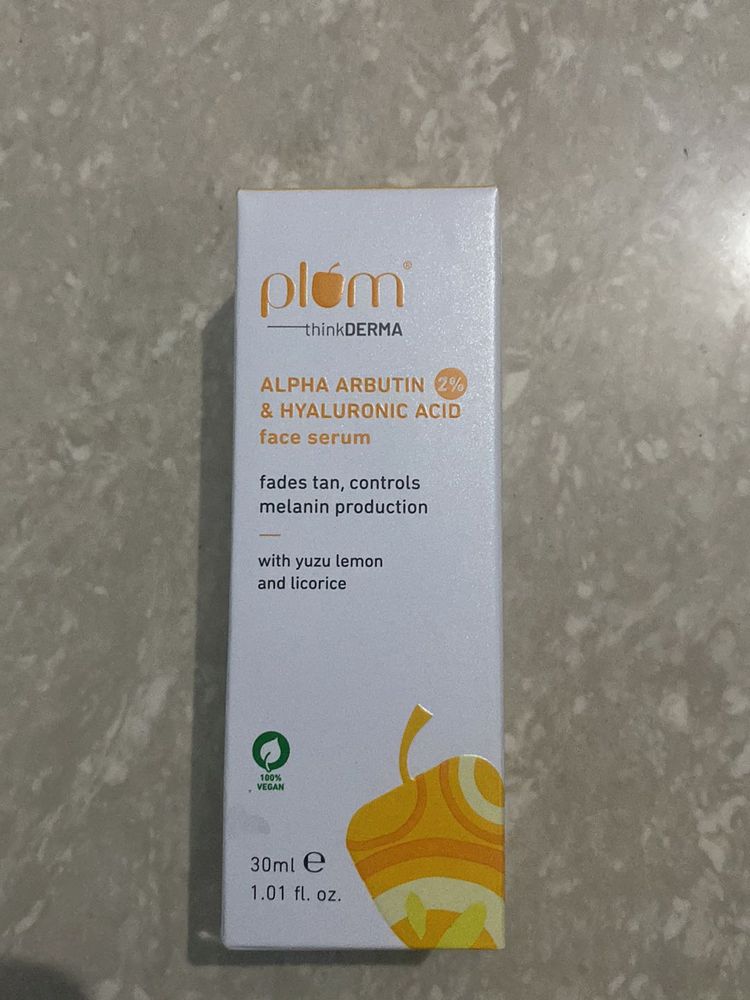 plum®
thinkDERMA
ALPHA ARBUTIN 2%
& HYALURONIC ACID
face serum
fades tan, controls
melanin production
with yuzu lemon
and licorice
100%
VEGAN
30ml ℮
1.01 fl. oz.